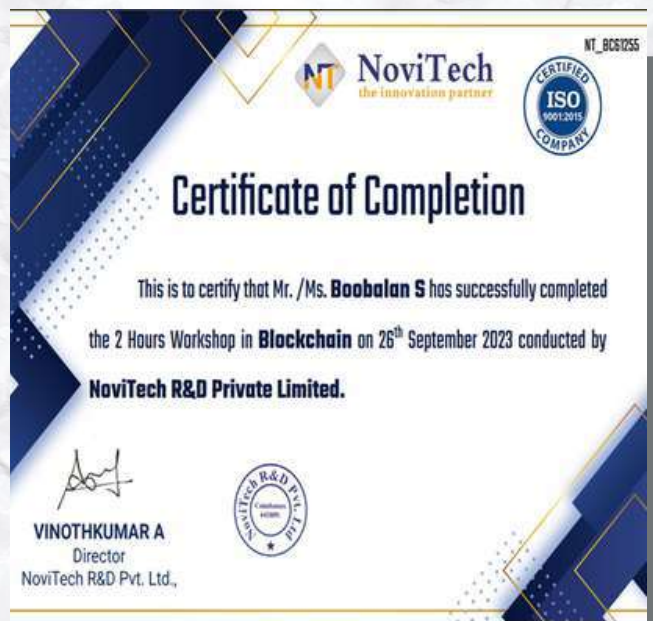 NT_BC61255
NT
NoviTech
the innovation partner
CERTIFIED
ISO
9001:2015
COMPANY
Certificate of Completion
This is to certify that Mr. /Ms. Boobalan S has successfully completed
the 2 Hours Workshop in Blockchain on 26th September 2023 conducted by
NoviTech R&D Private Limited.
NoviTech R&D Pvt. Ltd
VINOTHKUMAR A
Director
NoviTech R&D Pvt. Ltd.,